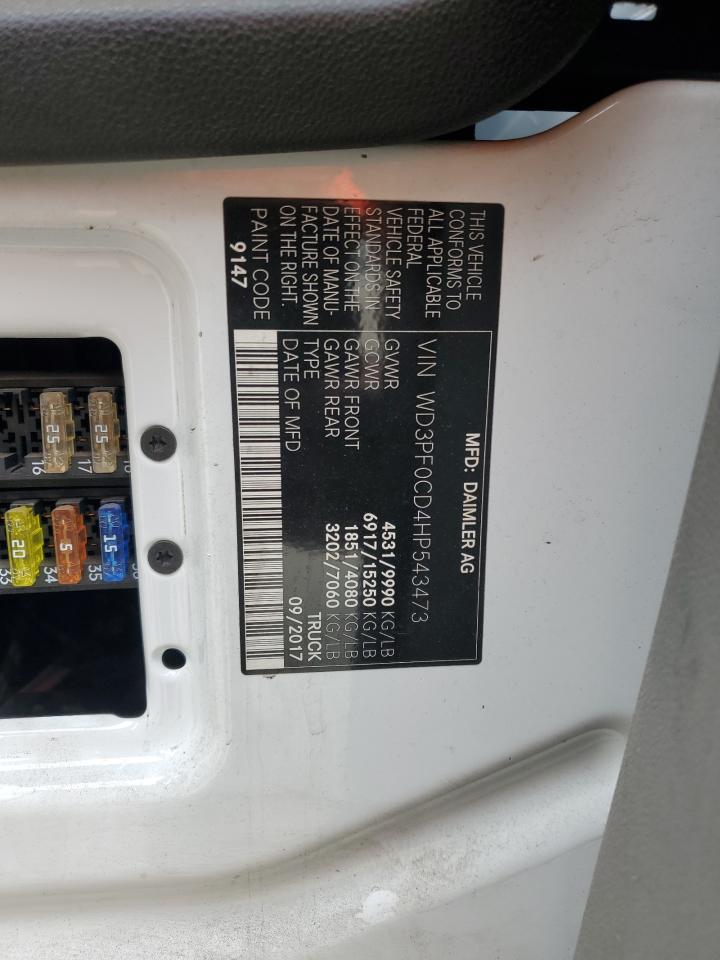 THIS VEHICLE
CONFORMS TO
ALL APPLICABLE
FEDERAL
VEHICLE SAFETY
STANDARDS IN
EFFECT ON THE
DATE OF MANU-
FACTURE SHOWN
ON THE RIGHT.
PAINT CODE
9147
MFD: DAIMLER AG
VIN WD3PF0CD4HP543473
GVWR 4531/9990 KG/LB
GCWR 6917/15250 KG/LB
GAWR FRONT 1851/4080 KG/LB
GAWR REAR 3202/7060 KG/LB
TYPE TRUCK
DATE OF MFD 09/2017
25
25
16
17
20
5
15
33
34
35